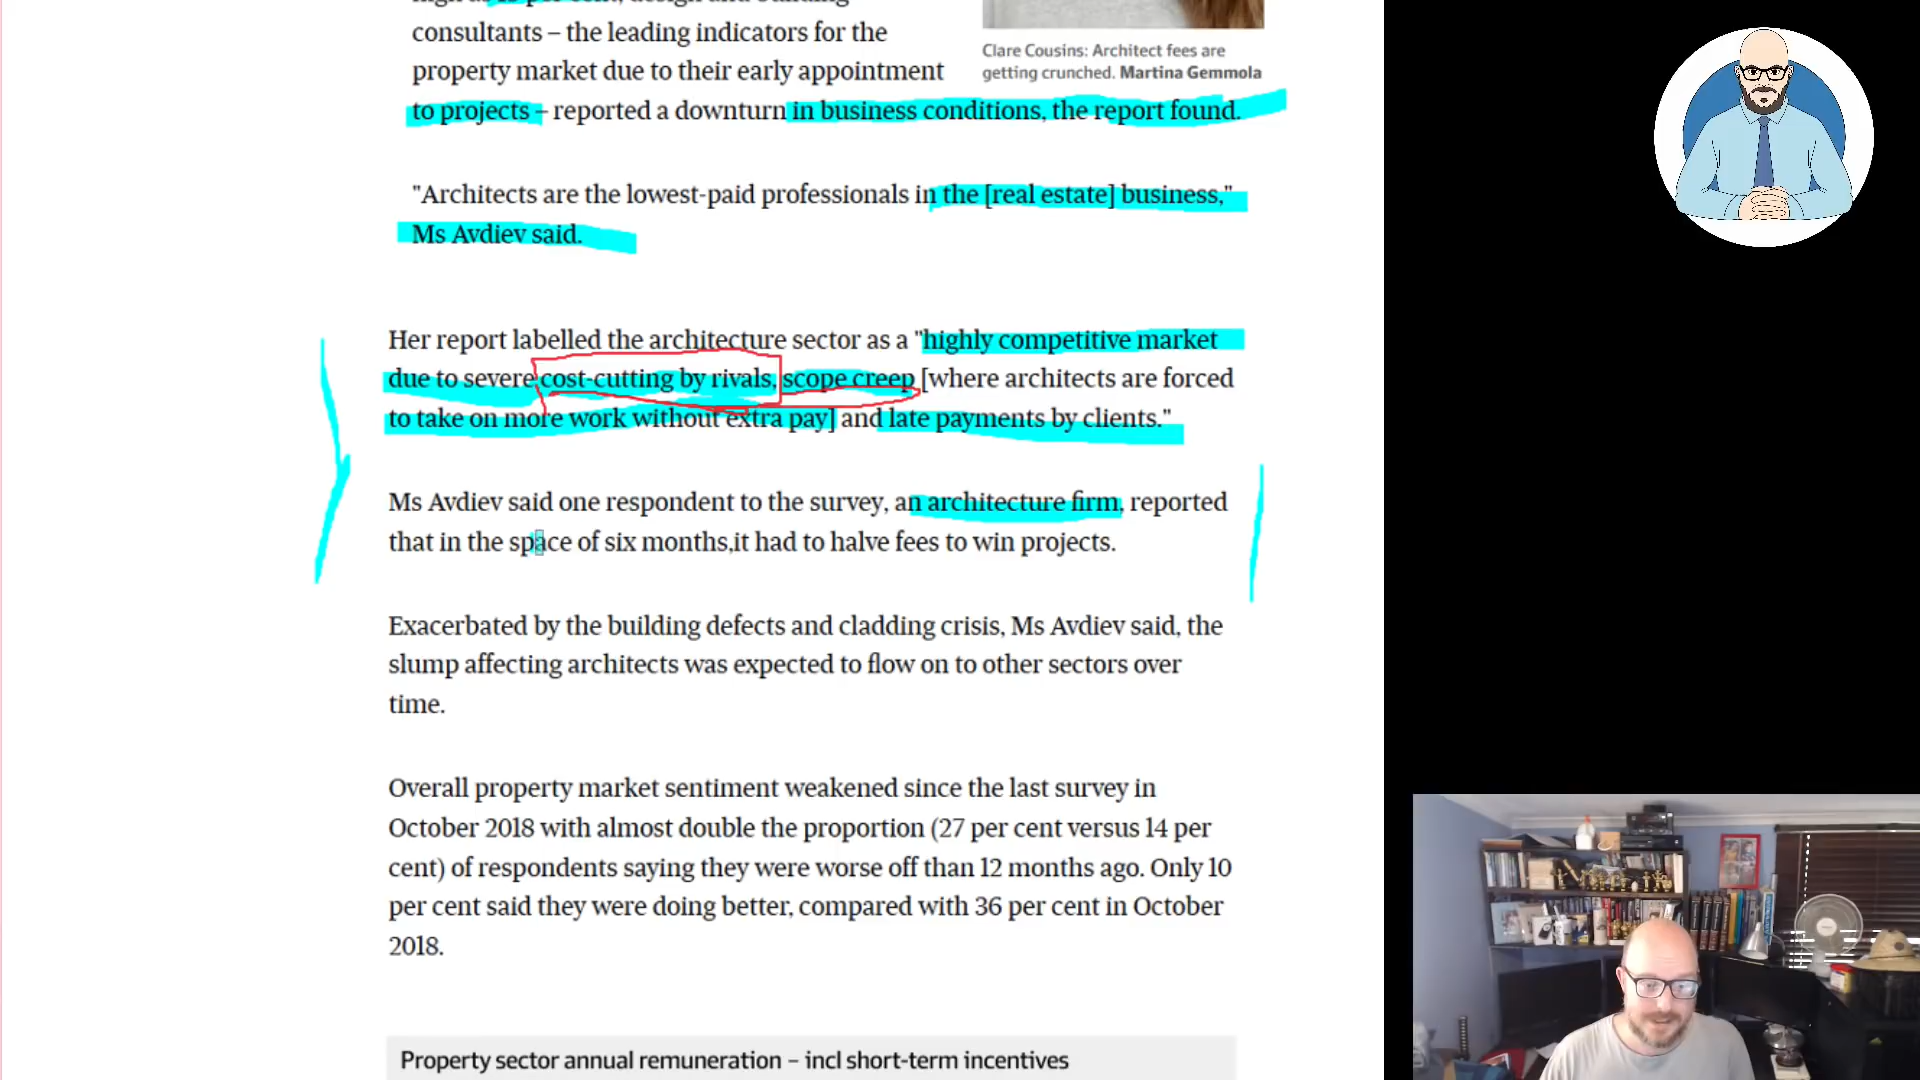 consultants – the leading indicators for the
property market due to their early appointment
to projects – reported a downturn in business conditions, the report found.
Clare Cousins: Architect fees are
getting crunched. Martina Gemmola
"Architects are the lowest-paid professionals in the [real estate] business,"
Ms Avdiev said.
Her report labelled the architecture sector as a "highly competitive market
due to severe cost-cutting by rivals, scope creep [where architects are forced
to take on more work without extra pay] and late payments by clients."
Ms Avdiev said one respondent to the survey, an architecture firm, reported
that in the space of six months,it had to halve fees to win projects.
Exacerbated by the building defects and cladding crisis, Ms Avdiev said, the
slump affecting architects was expected to flow on to other sectors over
time.
Overall property market sentiment weakened since the last survey in
October 2018 with almost double the proportion (27 per cent versus 14 per
cent) of respondents saying they were worse off than 12 months ago. Only 10
per cent said they were doing better, compared with 36 per cent in October
2018.
Property sector annual remuneration – incl short-term incentives